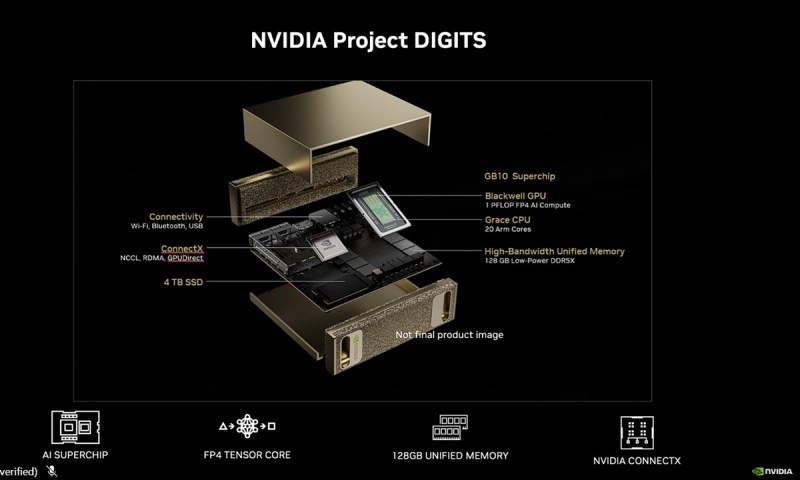 NVIDIA Project DIGITS
GB10 Superchip
Blackwell GPU
1 PFLOP FP4 AI Compute
Grace CPU
20 Arm Cores
High-Bandwidth Unified Memory
128 GB Low-Power DDR5X
Connectivity
Wi-Fi, Bluetooth, USB
ConnectX
NCCL, RDMA, GPUDirect
4 TB SSD
Not final product image
AI SUPERCHIP
FP4 TENSOR CORE
128GB UNIFIED MEMORY
NVIDIA CONNECTX
verified)
NVIDIA